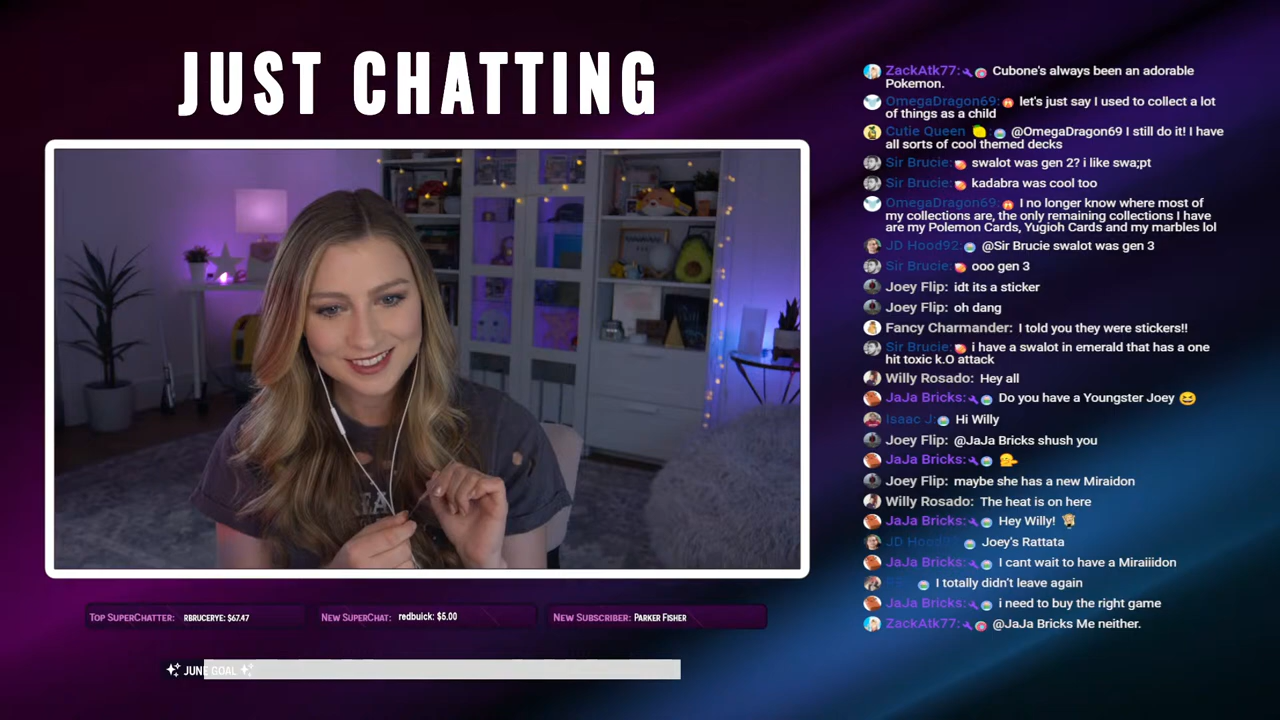 JUST CHATTING
ZackAtk77: Cubone's always been an adorable
Pokemon.
OmegaDragon69: let's just say I used to collect a lot
of things as a child
Cutie Queen 🍋: @OmegaDragon69 I still do it! I have
all sorts of cool themed decks
Sir Brucie: swalot was gen 2? i like swa;pt
Sir Brucie: kadabra was cool too
OmegaDragon69: I no longer know where most of
my collections are, the only remaining collections I have
are my Polemon Cards, Yugioh Cards and my marbles lol
JD Hood92: @Sir Brucie swalot was gen 3
Sir Brucie: ooo gen 3
Joey Flip: idt its a sticker
Joey Flip: oh dang
Fancy Charmander: I told you they were stickers!!
Sir Brucie: i have a swalot in emerald that has a one
hit toxic k.O attack
Willy Rosado: Hey all
JaJa Bricks: Do you have a Youngster Joey 😆
Isaac J: Hi Willy
Joey Flip: @JaJa Bricks shush you
JaJa Bricks:
Joey Flip: maybe she has a new Miraidon
Willy Rosado: The heat is on here
JaJa Bricks: Hey Willy!
JD Hood92: Joey's Rattata
JaJa Bricks: I cant wait to have a Miraiiidon
I totally didn't leave again
JaJa Bricks: i need to buy the right game
ZackAtk77: @JaJa Bricks Me neither.
TOP SUPERCHATTER: RBRUCERYE: $67.47
NEW SUPERCHAT: redbuick: $5.00
NEW SUBSCRIBER: PARKER FISHER
✨ JUNE GOAL ✨